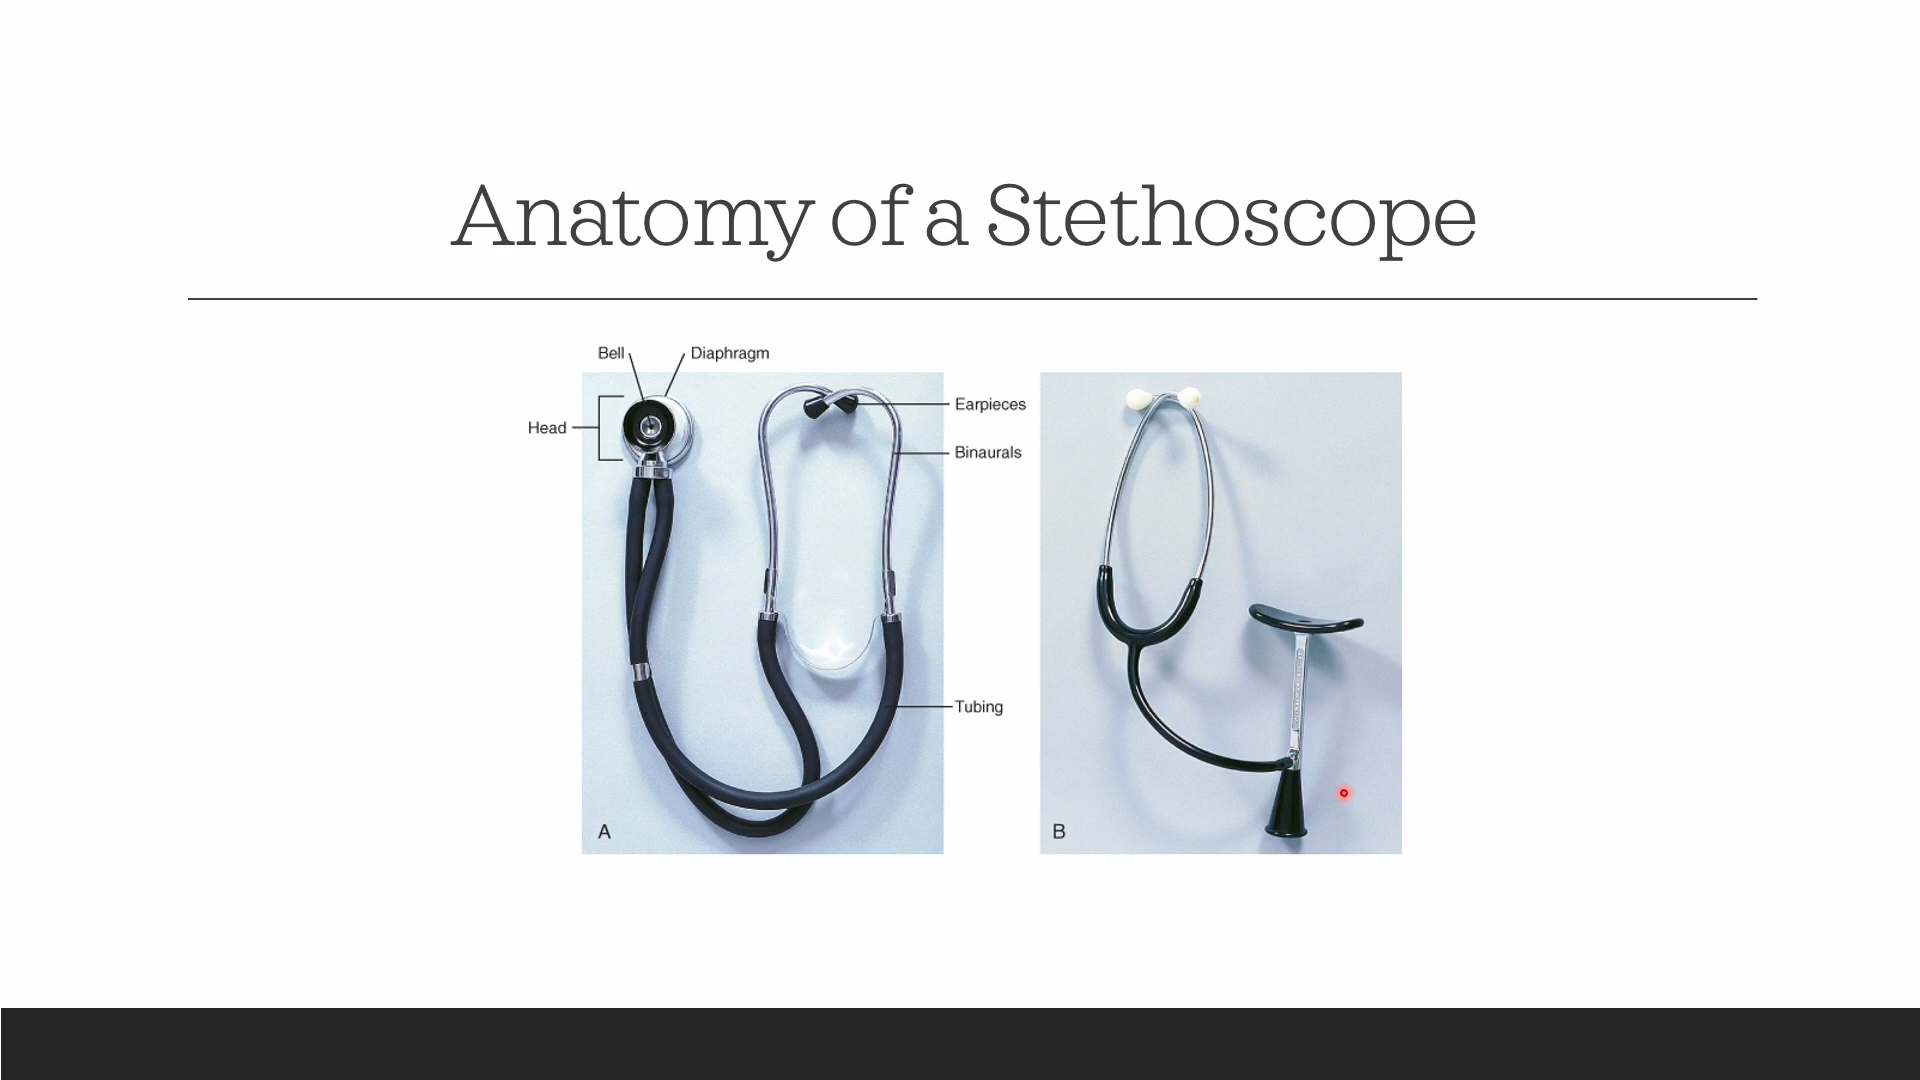 Anatomy of a Stethoscope
Bell
Diaphragm
Head
Earpieces
Binaurals
Tubing
A
B